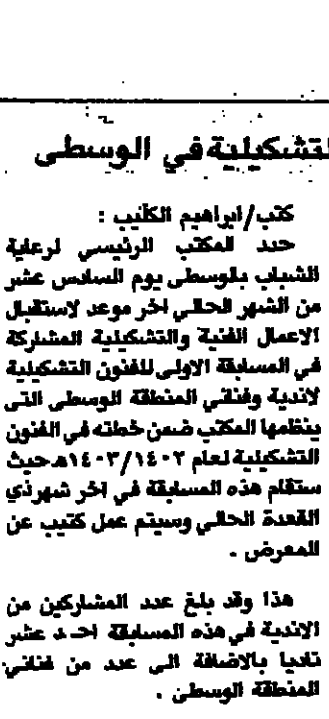 لتشكيلية في الوسطى
كتب/ابراهيم الكليب :
حدد المكتب الرئيسي لرعاية
الشباب بالوسطى يوم السادس عشر
من الشهر الحالي اخر موعد لاستقبال
الاعمال الفنية والتشكيلية المشاركة
في المسابقة الاولى للفنون التشكيلية
لاندية وفناني المنطقة الوسطى التي
ينظمها المكتب ضمن خطته في الفنون
التشكيلية لعام ١٤٠٢/١٤٠٣هـ حيث
ستقام هذه المسابقة في اخر شهر ذي
القعدة الحالي وسيتم عمل كتيب عن
المعرض .
هذا وقد بلغ عدد المشاركين من
الاندية في هذه المسابقة احد عشر
ناديا بالاضافة الى عدد من فناني
المنطقة الوسطى .